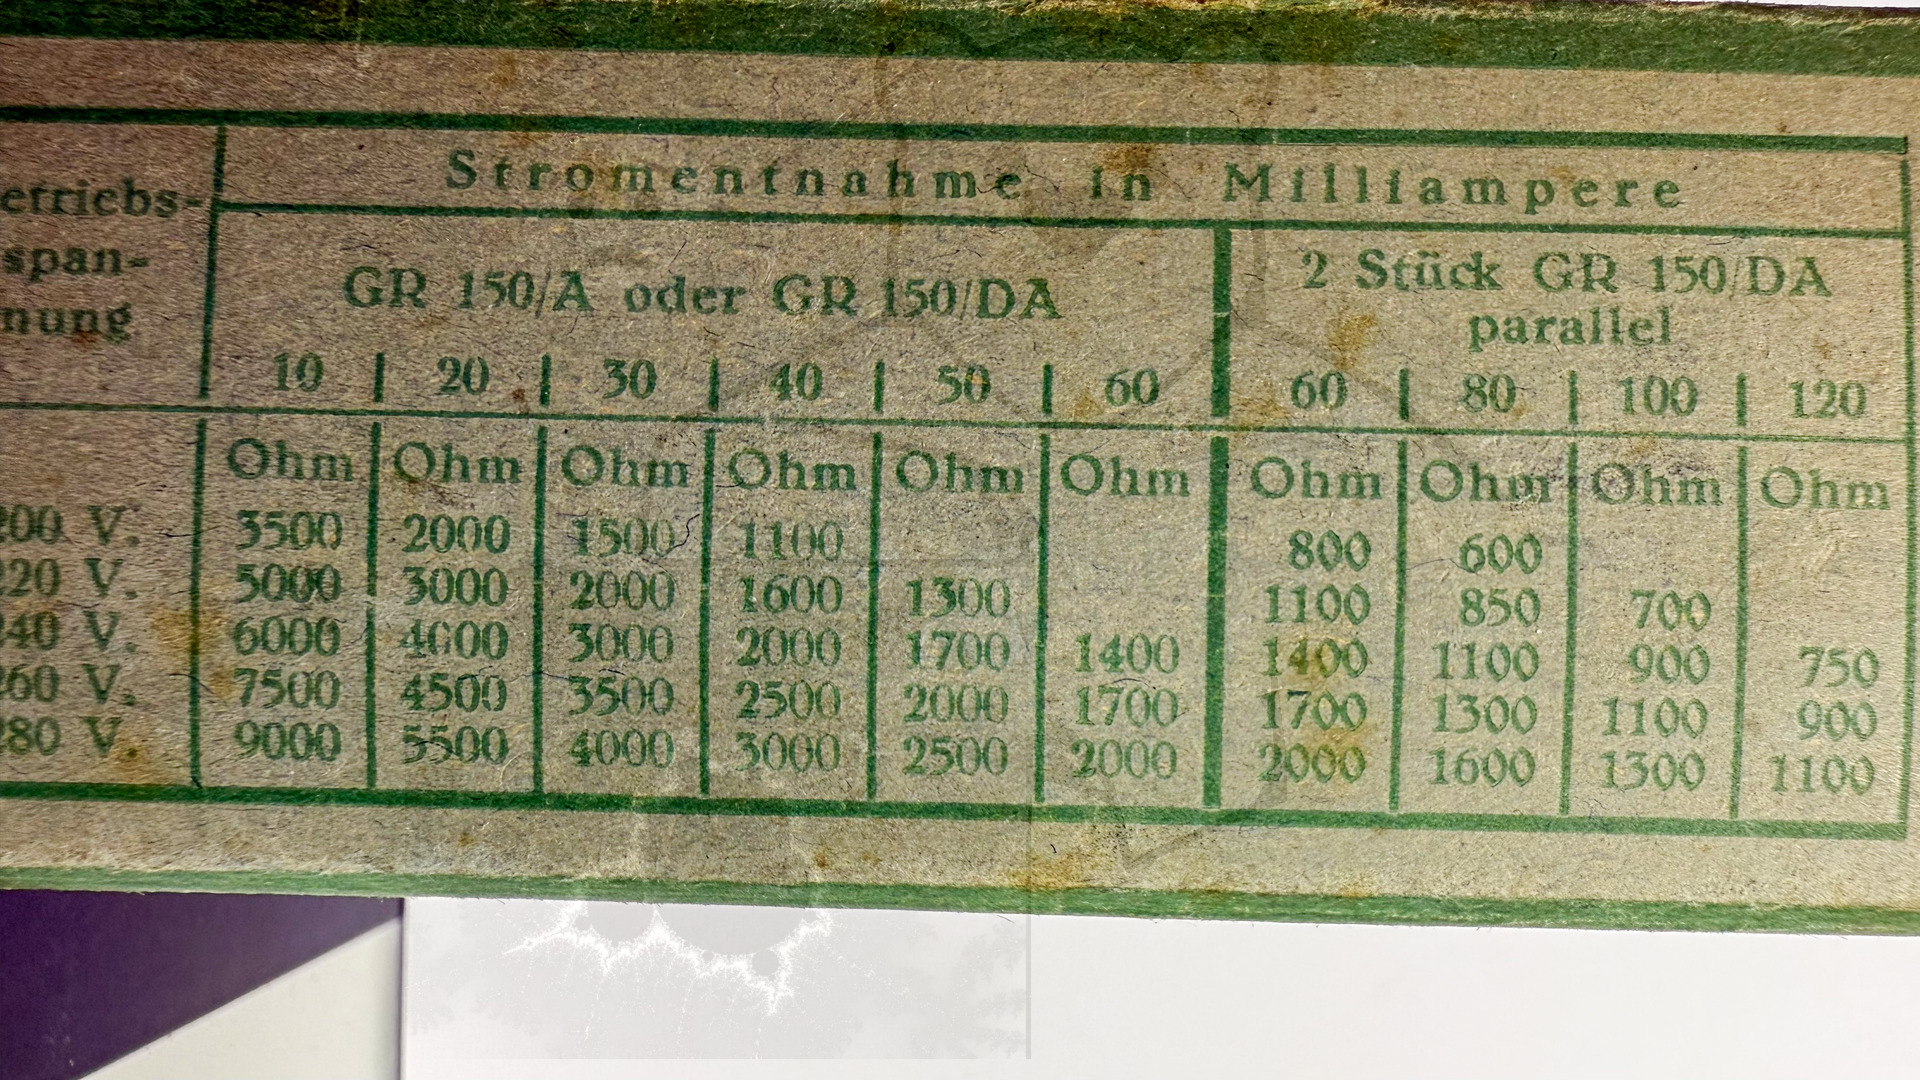 Stromentnahme in Milliampere
etriebs-
span-
nung
GR 150/A oder GR 150/DA
2 Stück GR 150/DA
parallel
10 20 30 40 50 60 60 80 100 120
Ohm Ohm Ohm Ohm Ohm Ohm Ohm Ohm Ohm Ohm
200 V. 3500 2000 1500 1100 800 600
220 V. 5000 3000 2000 1600 1300 1100 850 700
240 V. 6000 4000 3000 2000 1700 1400 1400 1100 900 750
260 V. 7500 4500 3500 2500 2000 1700 1700 1300 1100 900
280 V. 9000 5500 4000 3000 2500 2000 2000 1600 1300 1100